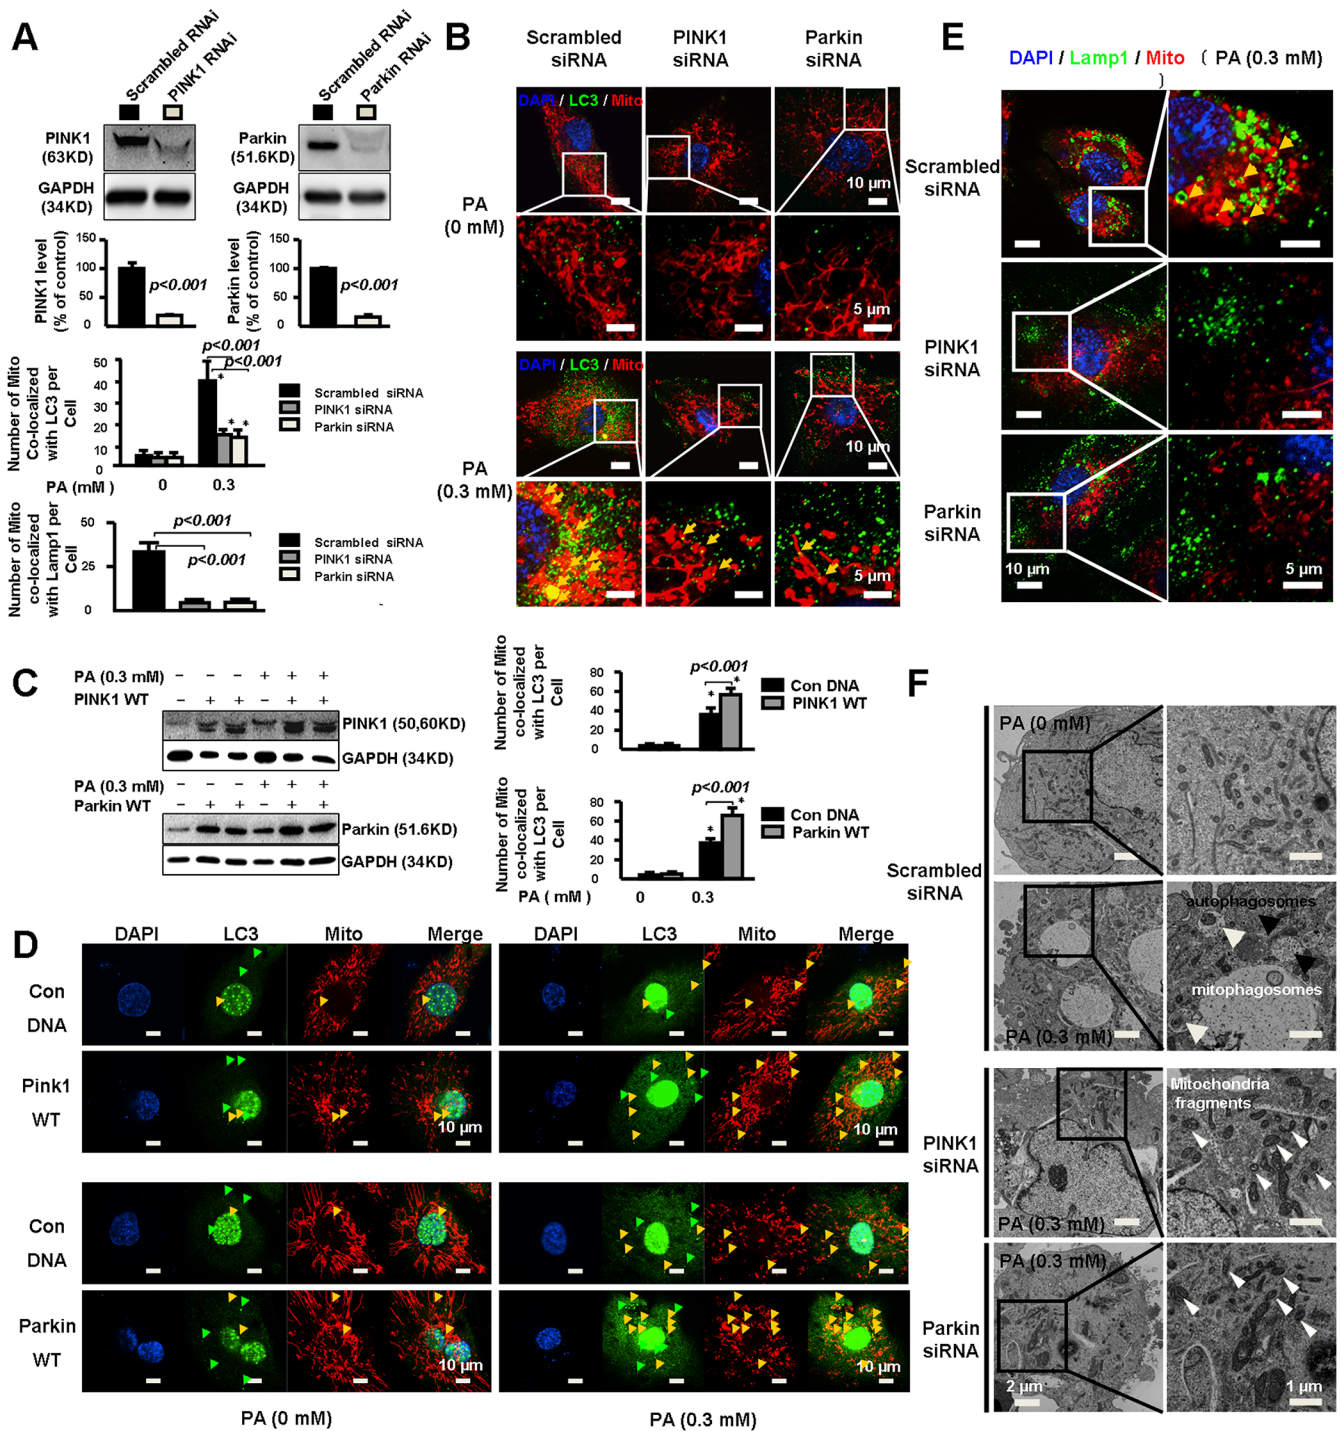 A
Scrambled RNAi
PINK1 RNAi
Scrambled RNAi
Parkin RNAi
PINK1
(63KD)
GAPDH
(34KD)
Parkin
(51.6KD)
GAPDH
(34KD)
PINK1 level
(% of control)
150
100
50
0
p<0.001
Parkin level
(% of control)
150
100
50
0
p<0.001
Number of Mito
Co-localized
with LC3 per
Cell
50
40
30
20
10
0
p<0.001
p<0.001
*
* *
Scrambled siRNA
PINK1 siRNA
Parkin siRNA
PA (mM )
0
0.3
Number of Mito
co-localized
with Lamp1 per
Cell
50
25
0
p<0.001
p<0.001
Scrambled siRNA
PINK1 siRNA
Parkin siRNA
B
Scrambled
siRNA
PINK1
siRNA
Parkin
siRNA
PA
(0 mM)
DAPI / LC3 / Mito
10 µm
5 µm
PA
(0.3 mM)
DAPI / LC3 / Mito
10 µm
5 µm
E
DAPI / Lamp1 / Mito ( PA (0.3 mM)
)
Scrambled
siRNA
PINK1
siRNA
Parkin
siRNA
10 µm
5 µm
C
PA (0.3 mM) − − − + + +
PINK1 WT − + + − + +
PINK1 (50,60KD)
GAPDH (34KD)
PA (0.3 mM) − − − + + +
Parkin WT − + + − + +
Parkin (51.6KD)
GAPDH (34KD)
Number of Mito
co-localized
with LC3 per
Cell
80
60
40
20
0
p<0.001
* *
Con DNA
PINK1 WT
Number of Mito
co-localized
with LC3 per
Cell
80
60
40
20
0
p<0.001
* *
Con DNA
Parkin WT
PA ( mM )
0
0.3
D
DAPI LC3 Mito Merge DAPI LC3 Mito Merge
Con
DNA
Pink1
WT
10 µm
10 µm
Con
DNA
Parkin
WT
10 µm
10 µm
PA (0 mM)
PA (0.3 mM)
F
Scrambled
siRNA
PA (0 mM)
autophagosomes
mitophagosomes
PA (0.3 mM)
PINK1
siRNA
Mitochondria
fragments
PA (0.3 mM)
Parkin
siRNA
PA (0.3 mM)
2 µm
1 µm